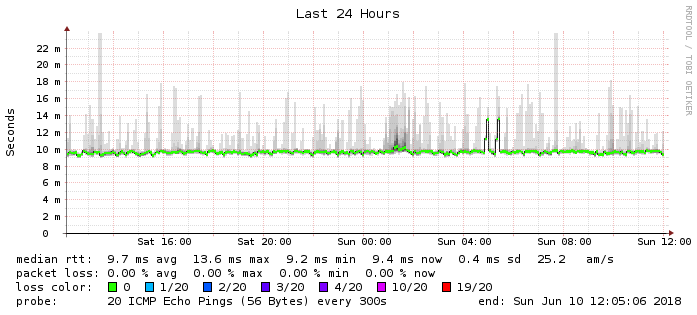 Last 24 Hours
RRDTOOL / TOBI OETIKER
Seconds
22 m
20 m
18 m
16 m
14 m
12 m
10 m
8 m
6 m
4 m
2 m
0
Sat 16:00 Sat 20:00 Sun 00:00 Sun 04:00 Sun 08:00 Sun 12:00
median rtt: 9.7 ms avg 13.6 ms max 9.2 ms min 9.4 ms now 0.4 ms sd 25.2 am/s
packet loss: 0.00 % avg 0.00 % max 0.00 % min 0.00 % now
loss color: 0 1/20 2/20 3/20 4/20 10/20 19/20
probe: 20 ICMP Echo Pings (56 Bytes) every 300s end: Sun Jun 10 12:05:06 2018